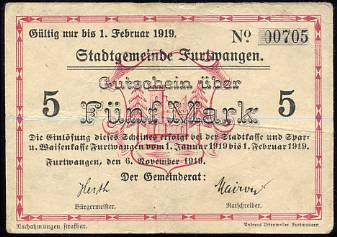 Gültig nur bis 1. Februar 1919.
No 00705
Stadtgemeinde Furtwangen.
Gutschein über
5 Fünf Mark 5
Die Einlösung dieses Scheines erfolgt bei der Stadtkasse und Spar-
u. Waisenkasse Furtwangen vom 1. Januar 1919 bis 1. Februar 1919.
Furtwangen, den 6. November 1918.
Der Gemeinderat:
Bürgermeister.
Ratschreiber.
Nachahmungen strafbar.